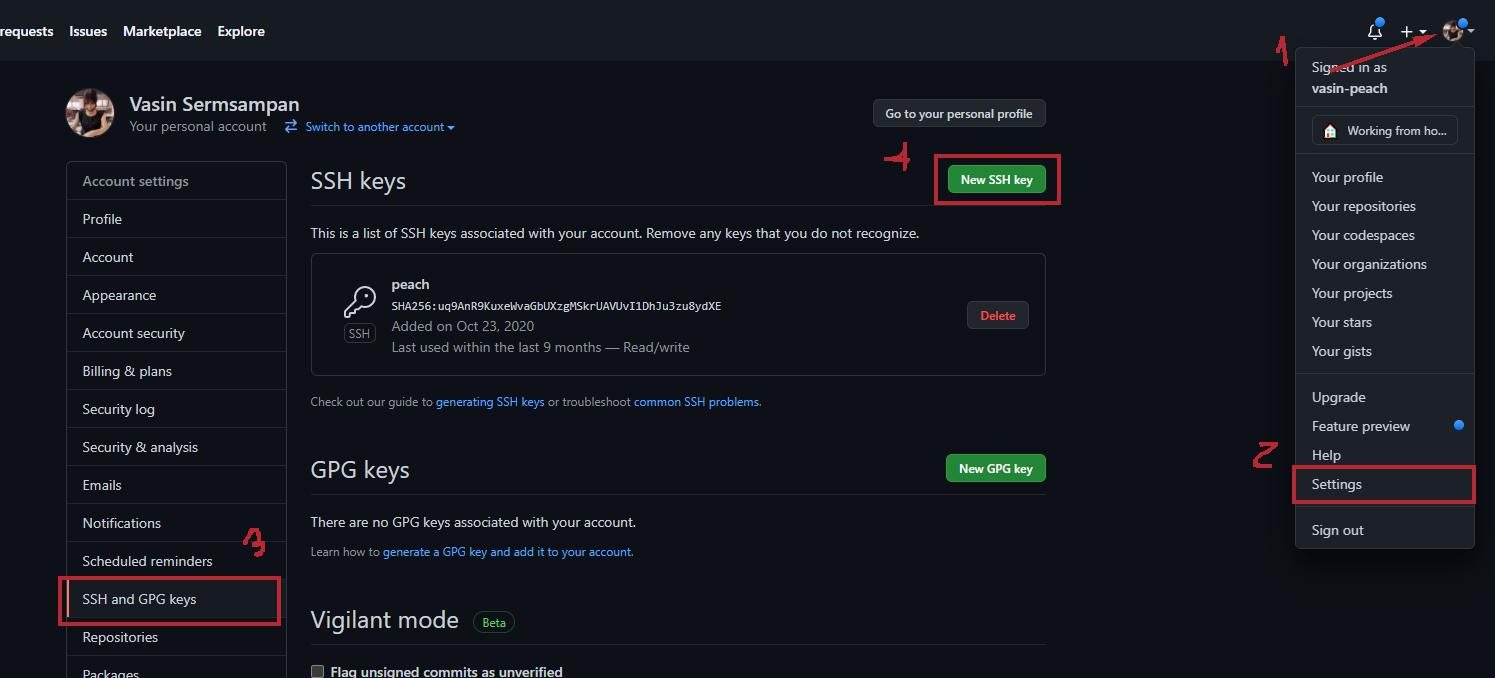 requests Issues Marketplace Explore
1
Signed in as
vasin-peach
Working from ho...
Your profile
Your repositories
Your codespaces
Your organizations
Your projects
Your stars
Your gists
Upgrade
Feature preview
Help
2
Settings
Sign out
Vasin Sermsampan
Your personal account Switch to another account
Go to your personal profile
Account settings
Profile
Account
Appearance
Account security
Billing & plans
Security log
Security & analysis
Emails
Notifications
3
Scheduled reminders
SSH and GPG keys
Repositories
Packages
4
SSH keys New SSH key
This is a list of SSH keys associated with your account. Remove any keys that you do not recognize.
peach
SHA256:uq9AnR9KuxeWvaGbUXzgMSkrUAVUvI1DhJu3zu8ydXE
SSH
Added on Oct 23, 2020
Last used within the last 9 months — Read/write
Delete
Check out our guide to generating SSH keys or troubleshoot common SSH problems.
GPG keys New GPG key
There are no GPG keys associated with your account.
Learn how to generate a GPG key and add it to your account.
Vigilant mode Beta
Flag unsigned commits as unverified